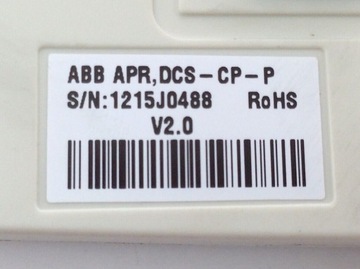 ABB APR,DCS-CP-P
S/N:1215J0488 RoHS
V2.0